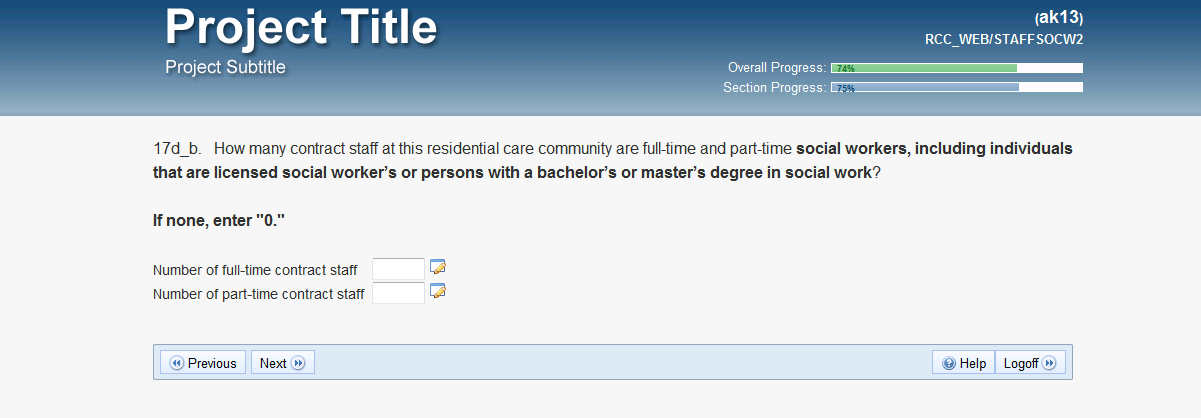 Project Title
Project Subtitle
(ak13)
RCC_WEB/STAFFSOCW2
Overall Progress: 74%
Section Progress: 75%
17d_b. How many contract staff at this residential care community are full-time and part-time social workers, including individuals
that are licensed social worker’s or persons with a bachelor’s or master’s degree in social work?
If none, enter "0."
Number of full-time contract staff
Number of part-time contract staff
Previous Next Help Logoff